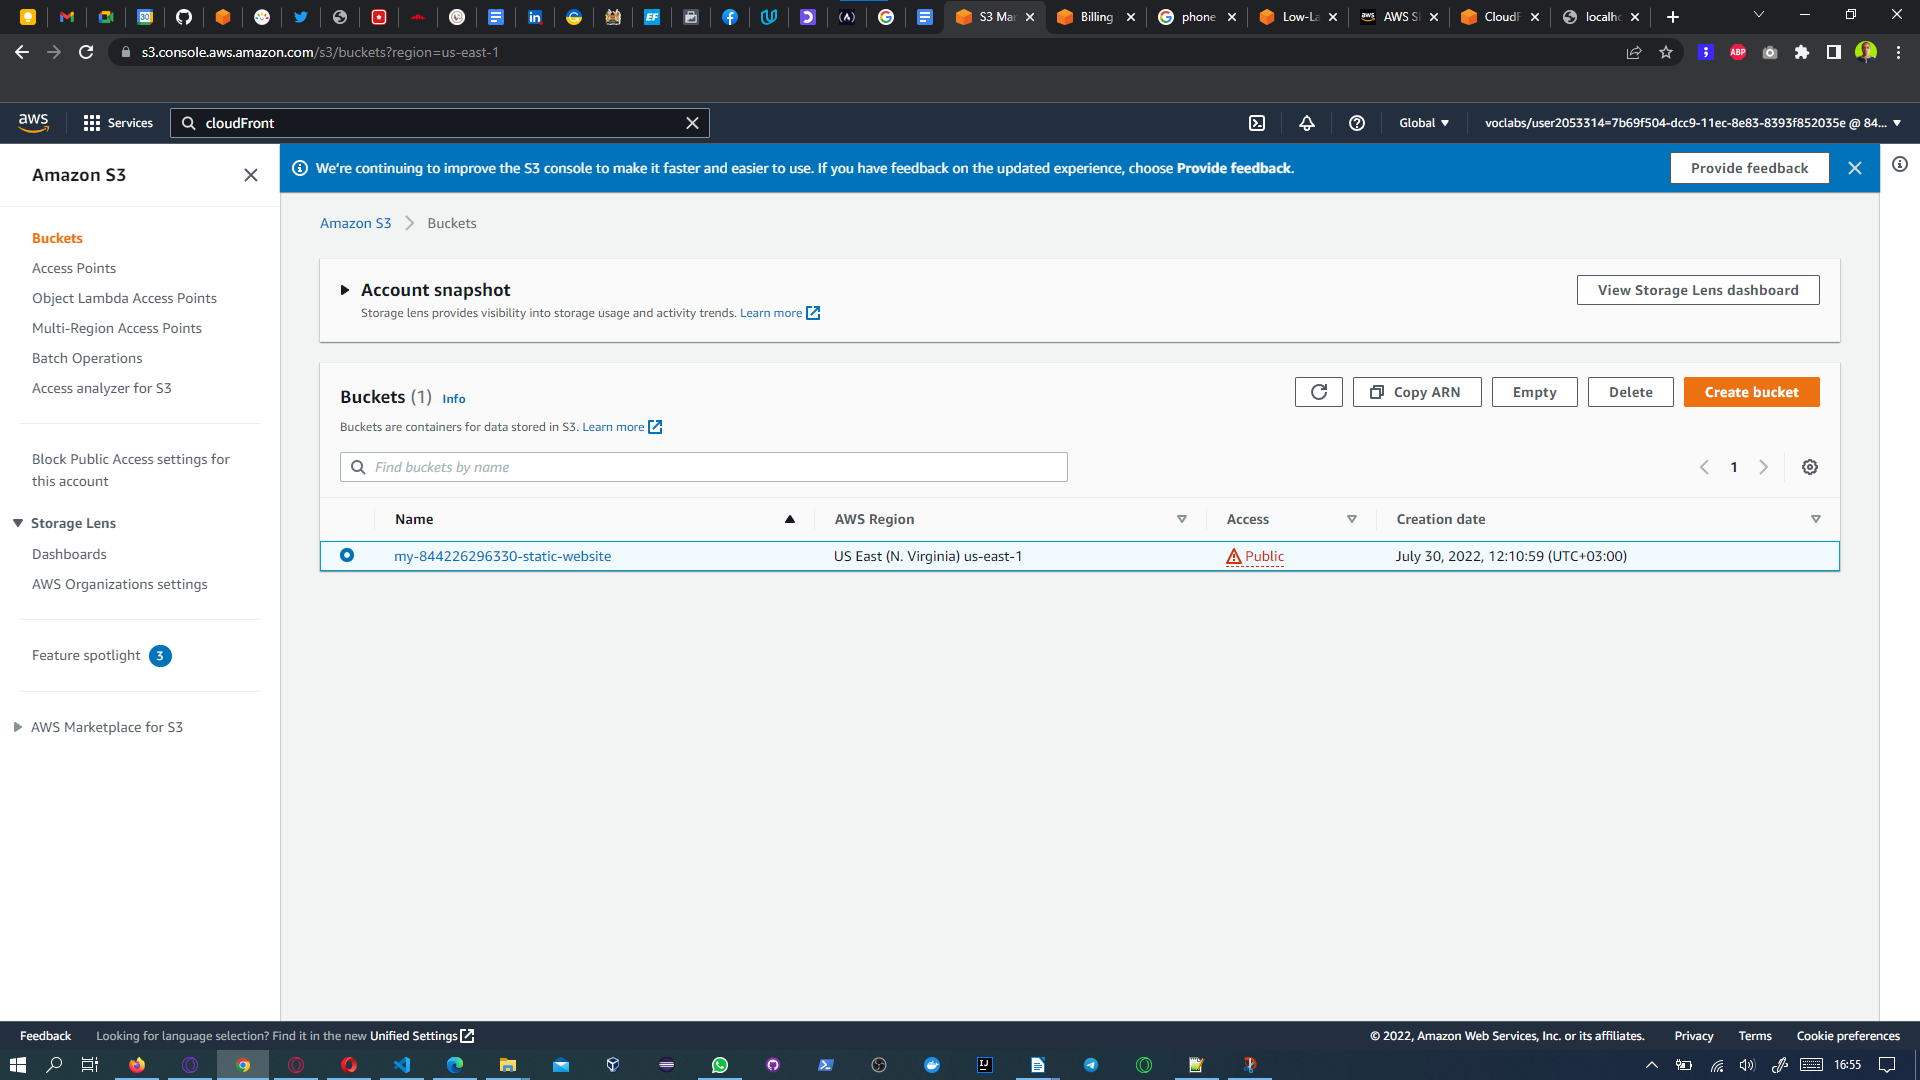 S3 Mar
Billing
phone
Low-La
AWS S
CloudF
localho
s3.console.aws.amazon.com/s3/buckets?region=us-east-1
ABP
aws
Services
cloudFront
Global
voclabs/user2053314=7b69f504-dcc9-11ec-8e83-8393f852035e @ 84...
Amazon S3
We're continuing to improve the S3 console to make it faster and easier to use. If you have feedback on the updated experience, choose Provide feedback.
Provide feedback
Buckets
Access Points
Object Lambda Access Points
Multi-Region Access Points
Batch Operations
Access analyzer for S3
Block Public Access settings for
this account
Storage Lens
Dashboards
AWS Organizations settings
Feature spotlight 3
AWS Marketplace for S3
Amazon S3 > Buckets
Account snapshot
Storage lens provides visibility into storage usage and activity trends. Learn more
View Storage Lens dashboard
Buckets (1) Info
Buckets are containers for data stored in S3. Learn more
Copy ARN
Empty
Delete
Create bucket
Find buckets by name
1
Name AWS Region Access Creation date
my-844226296330-static-website US East (N. Virginia) us-east-1 Public July 30, 2022, 12:10:59 (UTC+03:00)
Feedback Looking for language selection? Find it in the new Unified Settings © 2022, Amazon Web Services, Inc. or its affiliates. Privacy Terms Cookie preferences
16:55